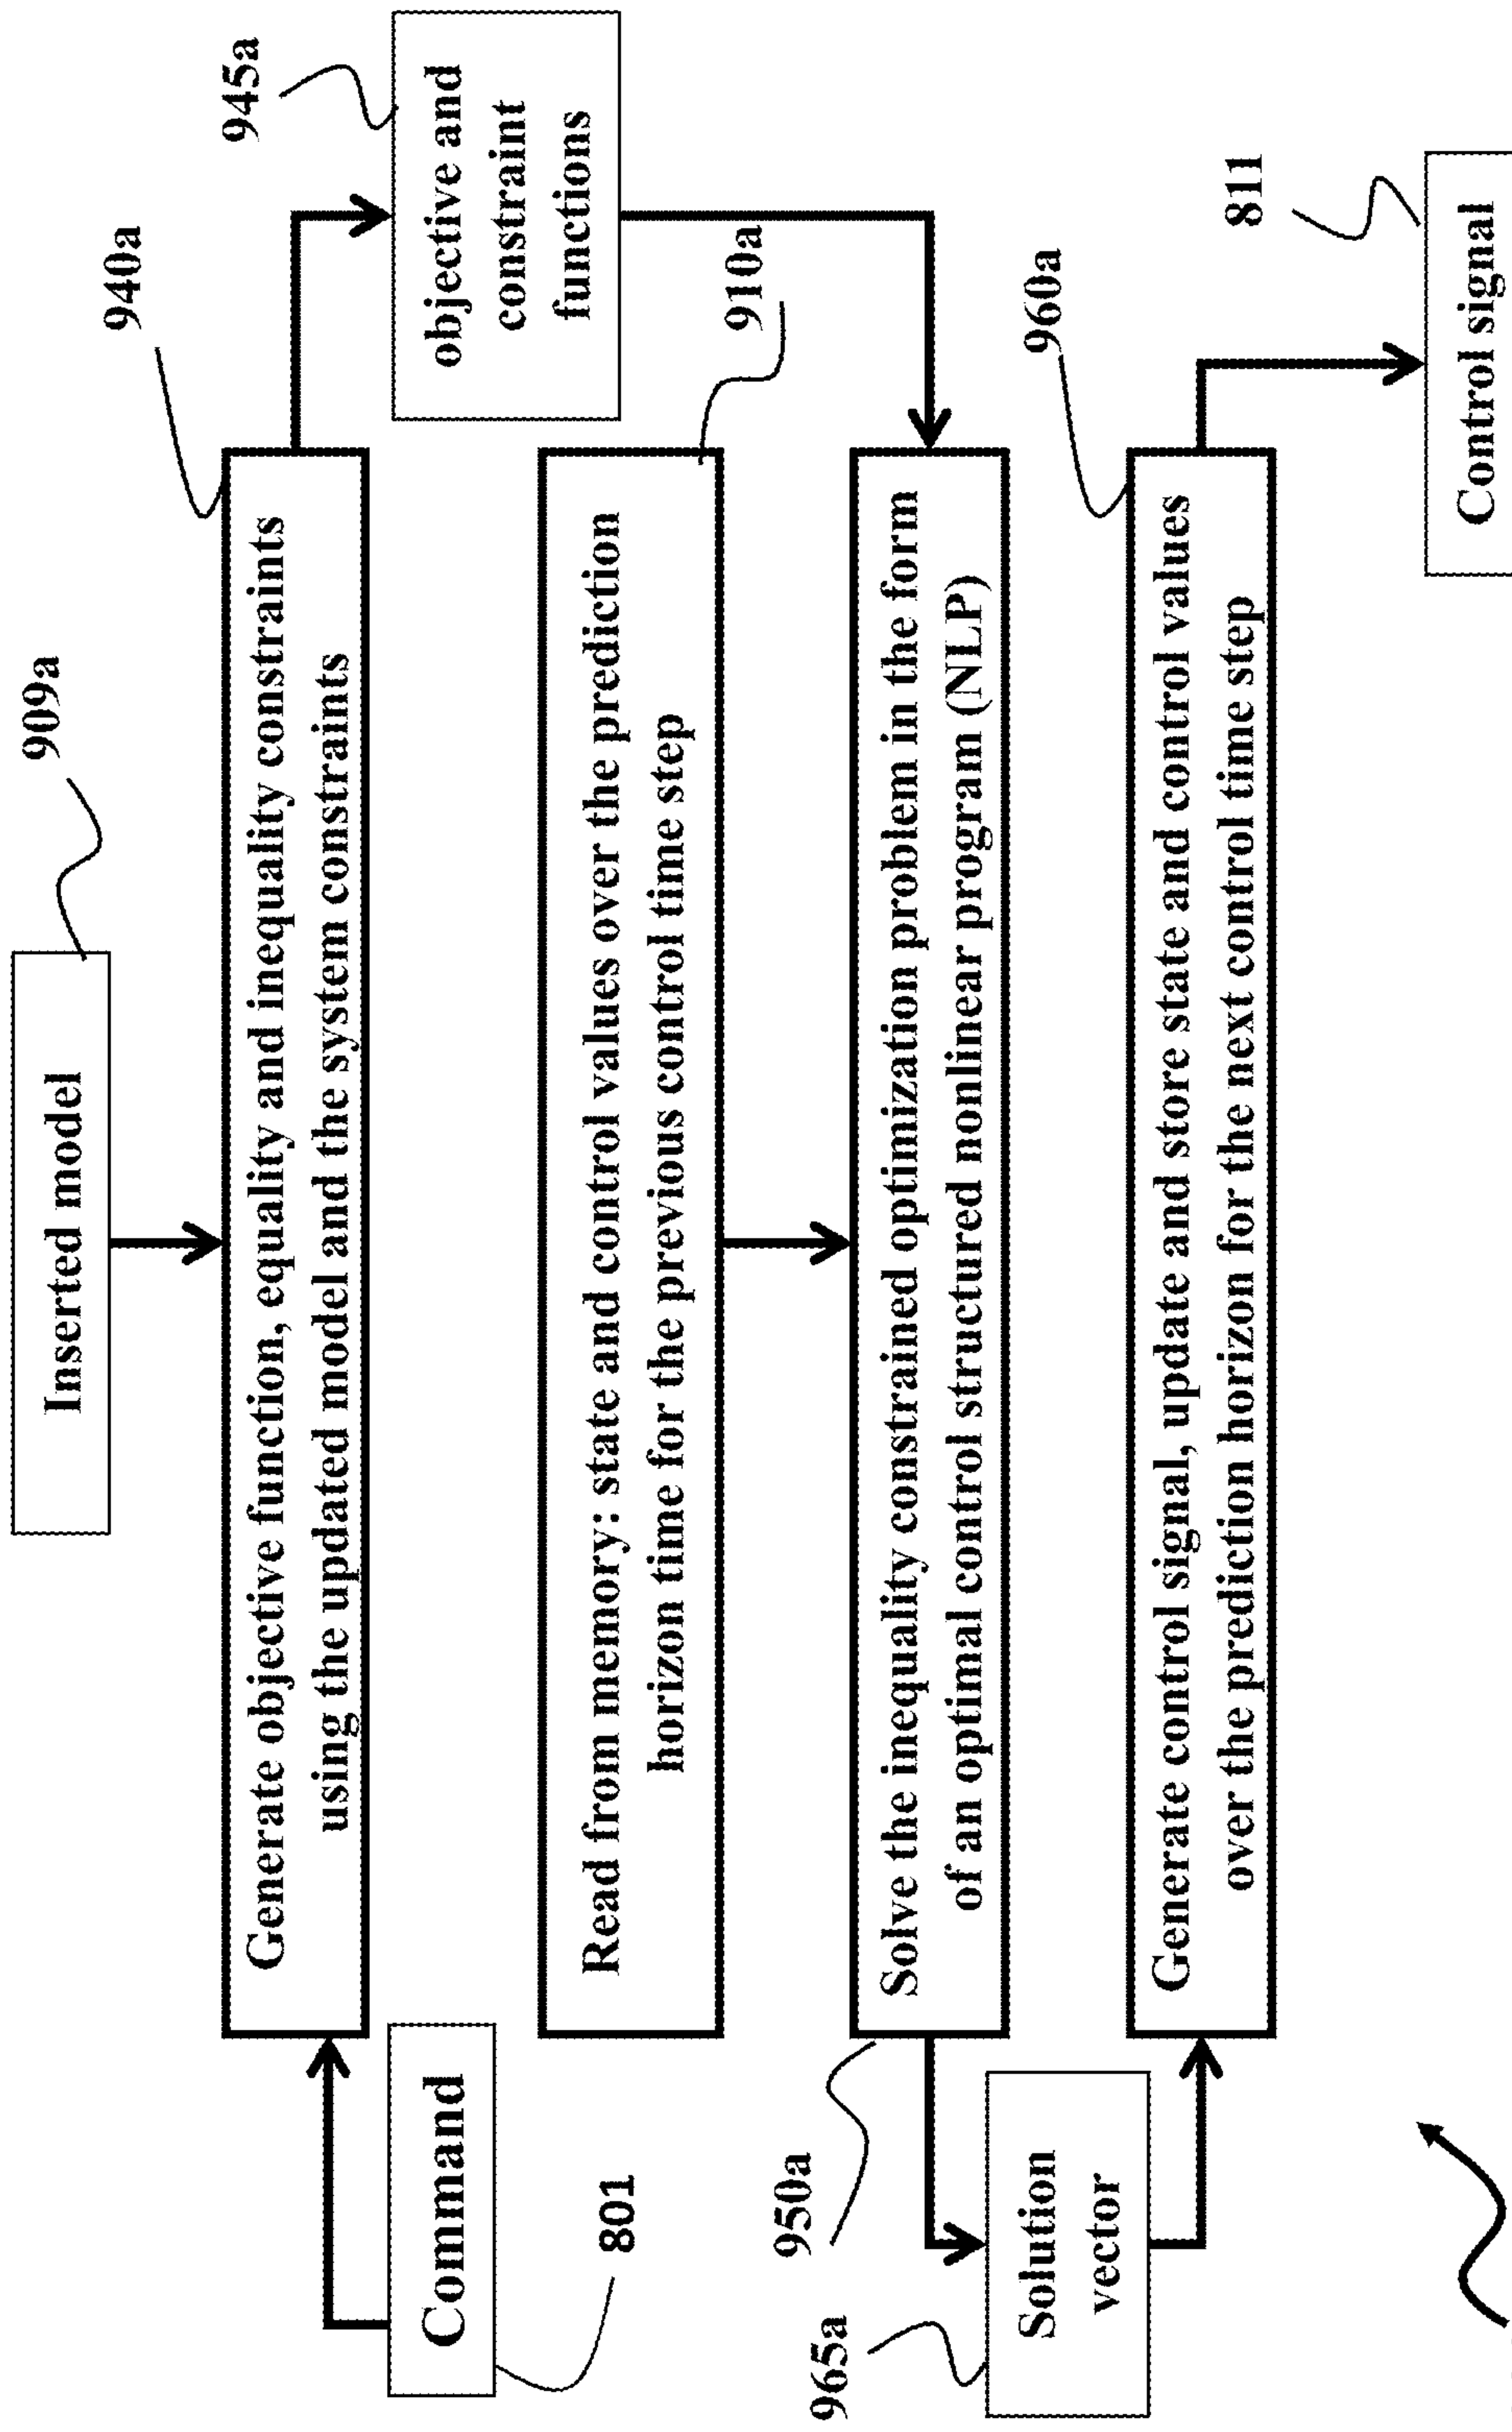 909a
Inserted model
940a
Generate objective function, equality and inequality constraints
using the updated model and the system constraints
945a
objective and
constraint
functions
Command
801
910a
Read from memory: state and control values over the prediction
horizon time for the previous control time step
950a
Solve the inequality constrained optimization problem in the form
of an optimal control structured nonlinear program (NLP)
965a
Solution
vector
960a
Generate control signal, update and store state and control values
over the prediction horizon for the next control time step
811
Control signal